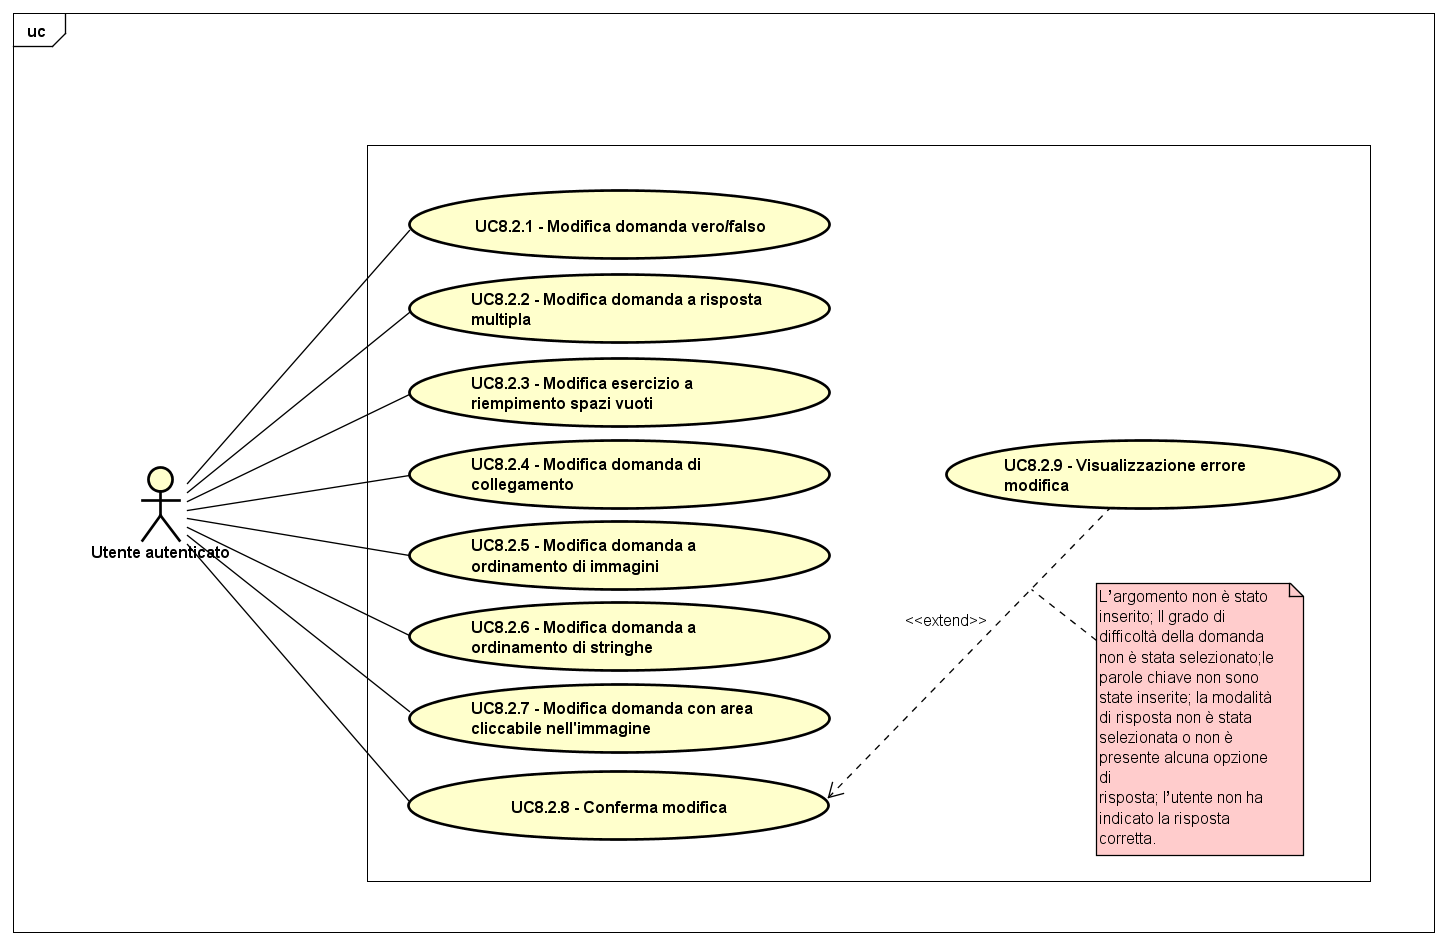 uc
UC8.2.1 - Modifica domanda vero/falso
UC8.2.2 - Modifica domanda a risposta
multipla
UC8.2.3 - Modifica esercizio a
riempimento spazi vuoti
UC8.2.4 - Modifica domanda di
collegamento
UC8.2.5 - Modifica domanda a
ordinamento di immagini
UC8.2.6 - Modifica domanda a
ordinamento di stringhe
UC8.2.7 - Modifica domanda con area
cliccabile nell'immagine
UC8.2.8 - Conferma modifica
Utente autenticato
UC8.2.9 - Visualizzazione errore
modifica
<<extend>>
L’argomento non è stato
inserito; Il grado di
difficoltà della domanda
non è stata selezionato;le
parole chiave non sono
state inserite; la modalità
di risposta non è stata
selezionata o non è
presente alcuna opzione
di
risposta; l’utente non ha
indicato la risposta
corretta.